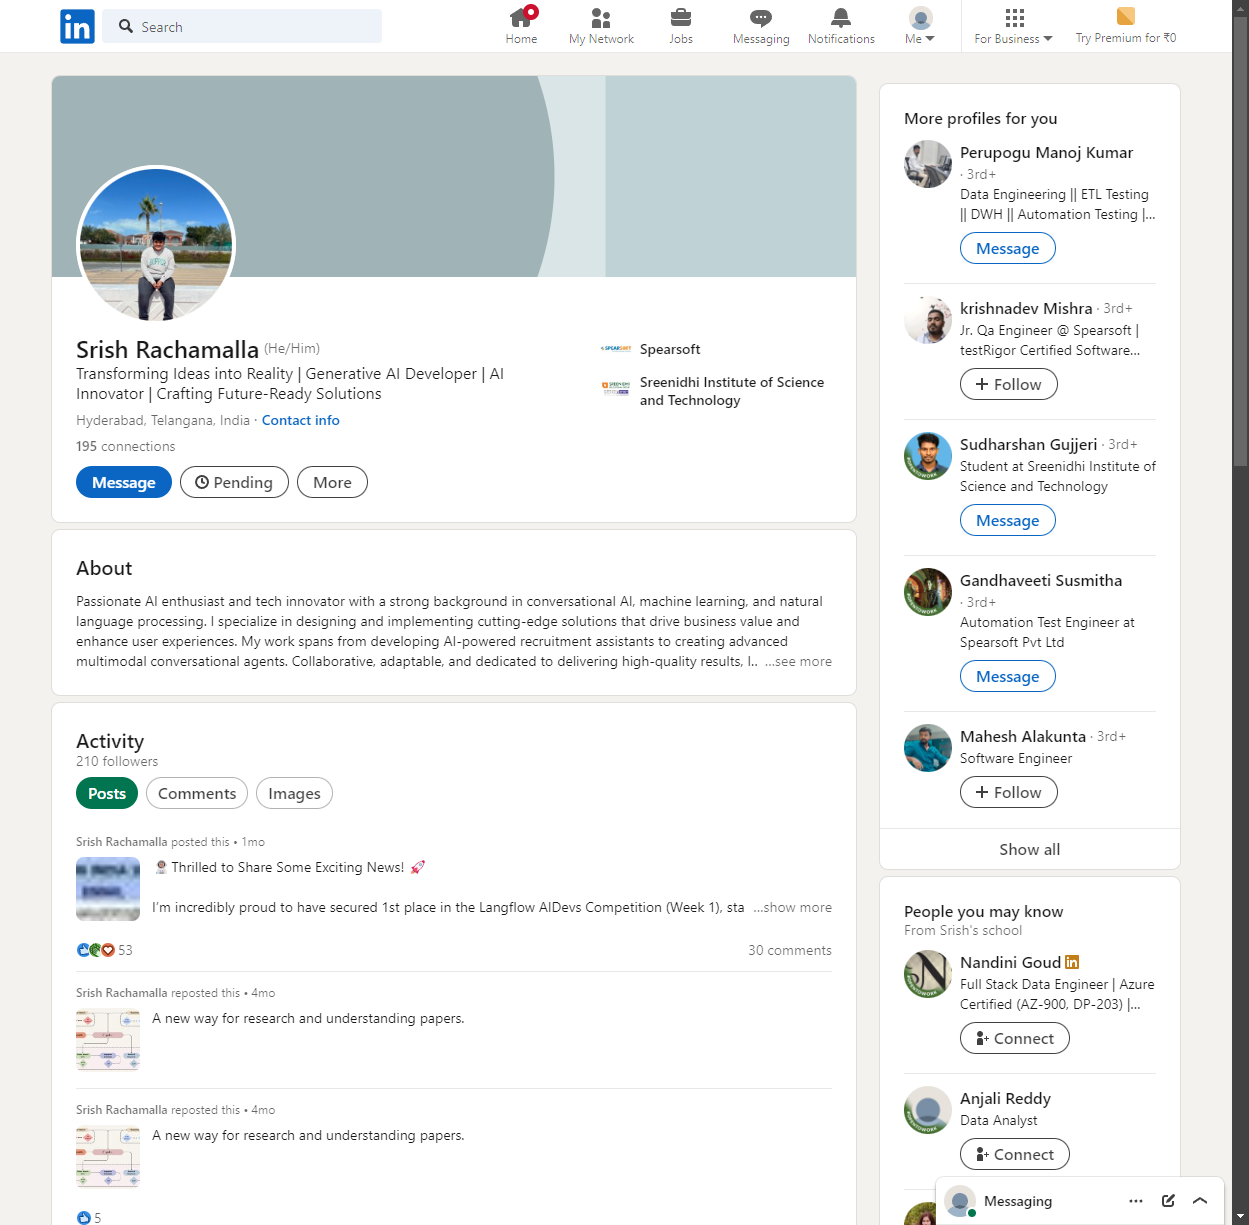 in
Search
Home
My Network
Jobs
Messaging
Notifications
Me
For Business
Try Premium for ₹0
Srish Rachamalla (He/Him)
Transforming Ideas into Reality | Generative AI Developer | AI
Innovator | Crafting Future-Ready Solutions
Hyderabad, Telangana, India · Contact info
195 connections
Message
Pending
More
Spearsoft
Sreenidhi Institute of Science
and Technology
About
Passionate AI enthusiast and tech innovator with a strong background in conversational AI, machine learning, and natural
language processing. I specialize in designing and implementing cutting-edge solutions that drive business value and
enhance user experiences. My work spans from developing AI-powered recruitment assistants to creating advanced
multimodal conversational agents. Collaborative, adaptable, and dedicated to delivering high-quality results, I.. …see more
Activity
210 followers
Posts
Comments
Images
Srish Rachamalla posted this • 1mo
👨🏻‍🚀 Thrilled to Share Some Exciting News! 🚀
I'm incredibly proud to have secured 1st place in the Langflow AIDevs Competition (Week 1), sta …show more
53
30 comments
Srish Rachamalla reposted this • 4mo
A new way for research and understanding papers.
Srish Rachamalla reposted this • 4mo
A new way for research and understanding papers.
5
More profiles for you
Perupogu Manoj Kumar
· 3rd+
Data Engineering || ETL Testing
|| DWH || Automation Testing |...
Message
krishnadev Mishra · 3rd+
Jr. Qa Engineer @ Spearsoft |
testRigor Certified Software...
Follow
Sudharshan Gujjeri · 3rd+
Student at Sreenidhi Institute of
Science and Technology
Message
Gandhaveeti Susmitha
· 3rd+
Automation Test Engineer at
Spearsoft Pvt Ltd
Message
Mahesh Alakunta · 3rd+
Software Engineer
Follow
Show all
People you may know
From Srish's school
Nandini Goud in
Full Stack Data Engineer | Azure
Certified (AZ-900, DP-203) |...
Connect
Anjali Reddy
Data Analyst
Connect
Messaging